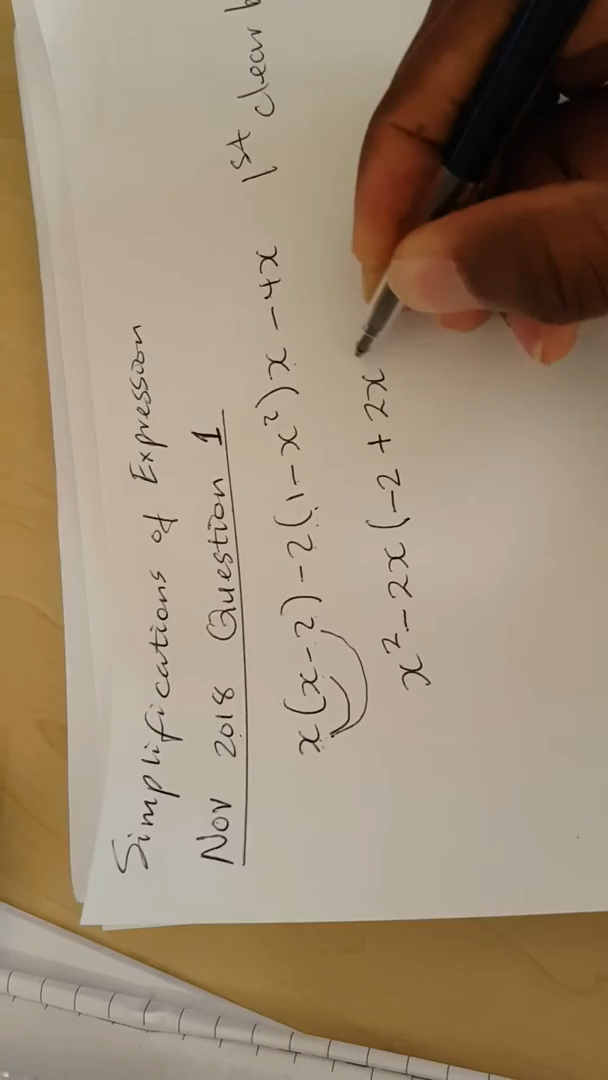 Simplifications of Expression
Nov 2018 Question 1
x(x-2)-2(1-x²)x-4x 1st clear
x²-2x(-2+2x